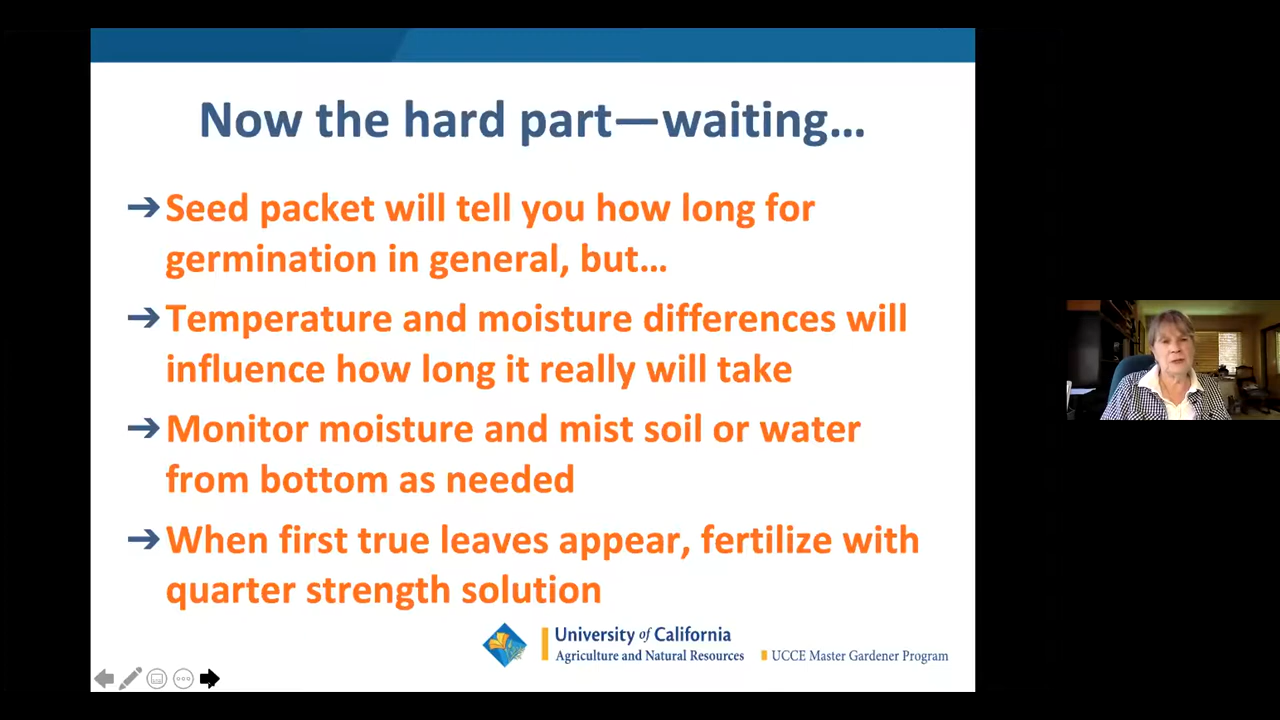 Now the hard part—waiting…
➔Seed packet will tell you how long for
germination in general, but…
➔Temperature and moisture differences will
influence how long it really will take
➔Monitor moisture and mist soil or water
from bottom as needed
➔When first true leaves appear, fertilize with
quarter strength solution
University of California
Agriculture and Natural Resources
UCCE Master Gardener Program